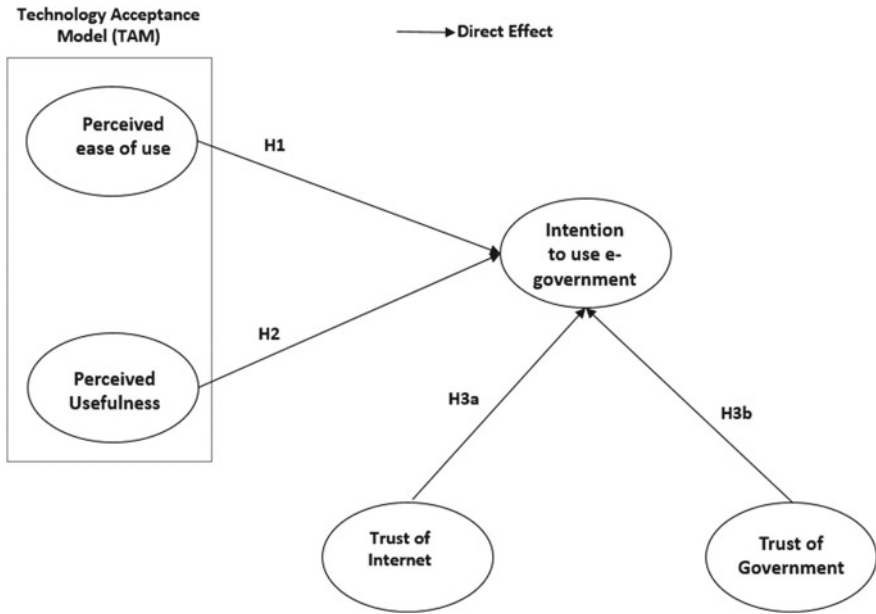 Technology Acceptance
Model (TAM)
Direct Effect
Perceived
ease of use
H1
Intention
to use e-
government
H2
Perceived
Usefulness
H3a
H3b
Trust of
Internet
Trust of
Government